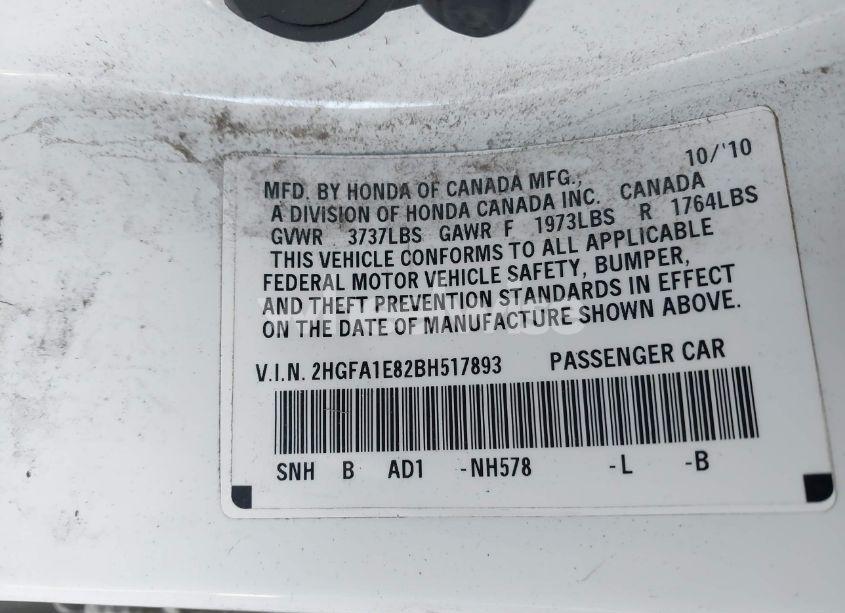 10/'10
MFD. BY HONDA OF CANADA MFG.,
A DIVISION OF HONDA CANADA INC. CANADA
GVWR 3737LBS GAWR F 1973LBS R 1764LBS
THIS VEHICLE CONFORMS TO ALL APPLICABLE
FEDERAL MOTOR VEHICLE SAFETY, BUMPER,
AND THEFT PREVENTION STANDARDS IN EFFECT
ON THE DATE OF MANUFACTURE SHOWN ABOVE.
V.I.N. 2HGFA1E82BH517893 PASSENGER CAR
SNH B AD1 -NH578 -L -B